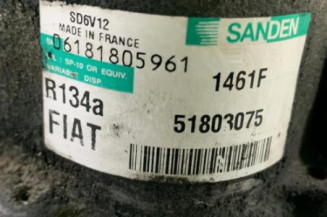 SD6V12
MADE IN FRANCE
SANDEN
06181805961
: SP-10 OR EQUIV.
VARIABLE DISP.
1461F
R134a
51803075
FIAT